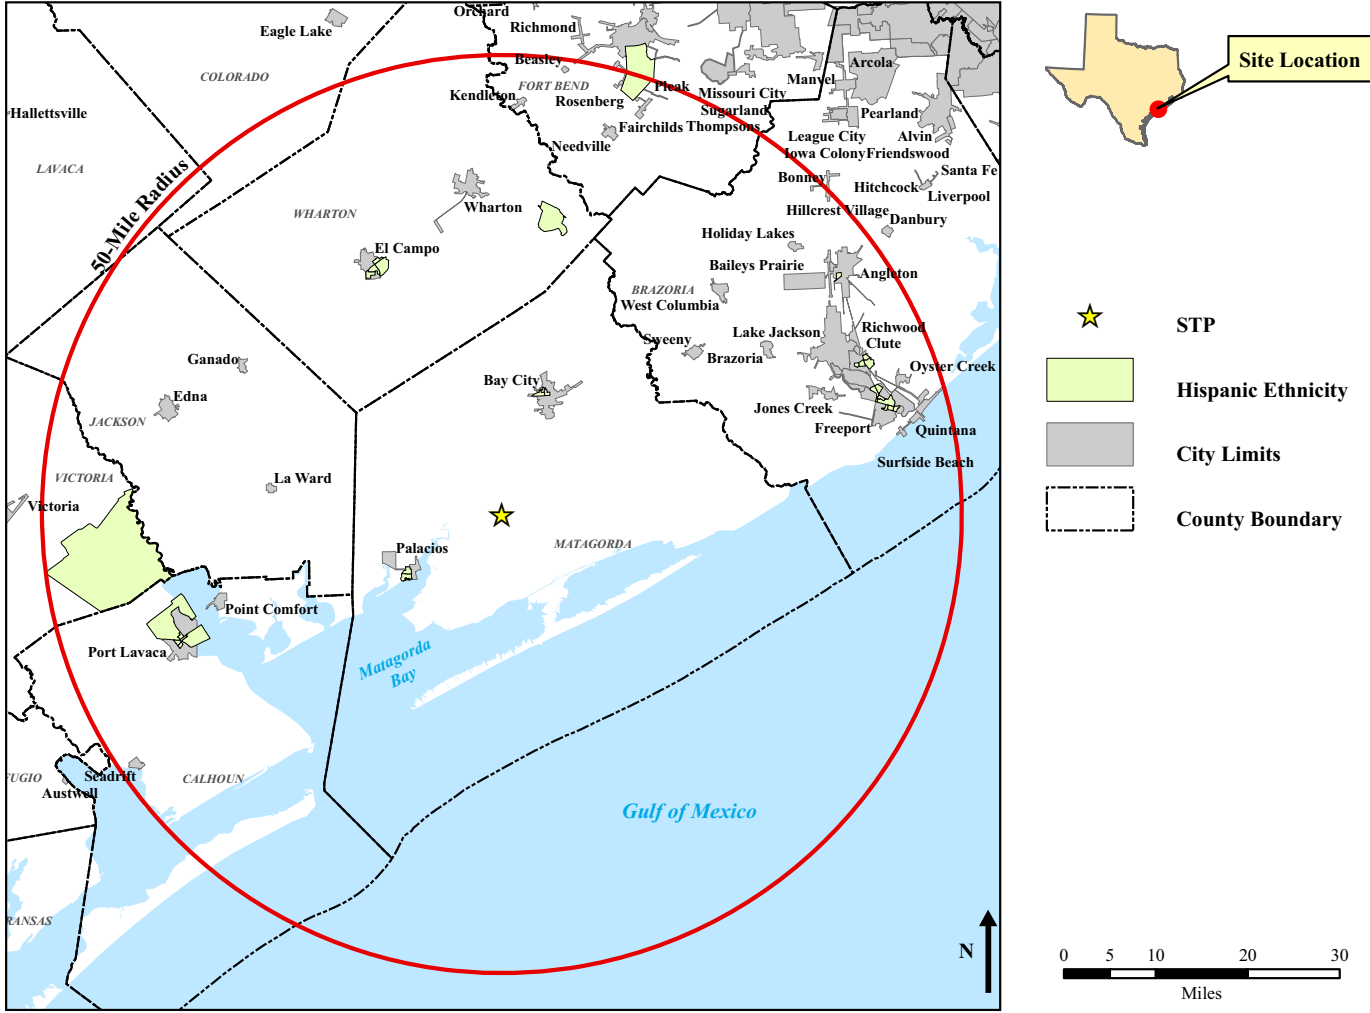 Orchard
Eagle Lake
Richmond
COLORADO
Beasley
Arcola
Manvel
FORT BEND
Pleak
Kendleton
Missouri City
Rosenberg
Sugarland
Hallettsville
Pearland
Fairchilds
Thompsons
League City
Alvin
Needville
Iowa Colony
Friendswood
LAVACA
Santa Fe
Bonney
Hitchcock
Liverpool
50-Mile Radius
Wharton
WHARTON
Hillcrest Village
Danbury
Holiday Lakes
El Campo
Baileys Prairie
Angleton
BRAZORIA
West Columbia
Richwood
Lake Jackson
Sweeny
Clute
Ganado
Brazoria
Oyster Creek
Bay City
Edna
Jones Creek
JACKSON
Freeport
Quintana
Surfside Beach
VICTORIA
La Ward
Victoria
Palacios
MATAGORDA
Point Comfort
Port Lavaca
Matagorda
Bay
Seadrift
CALHOUN
FUGIO
Austwell
Gulf of Mexico
RANSAS
N
Site Location
STP
Hispanic Ethnicity
City Limits
County Boundary
0 5 10 20 30
Miles